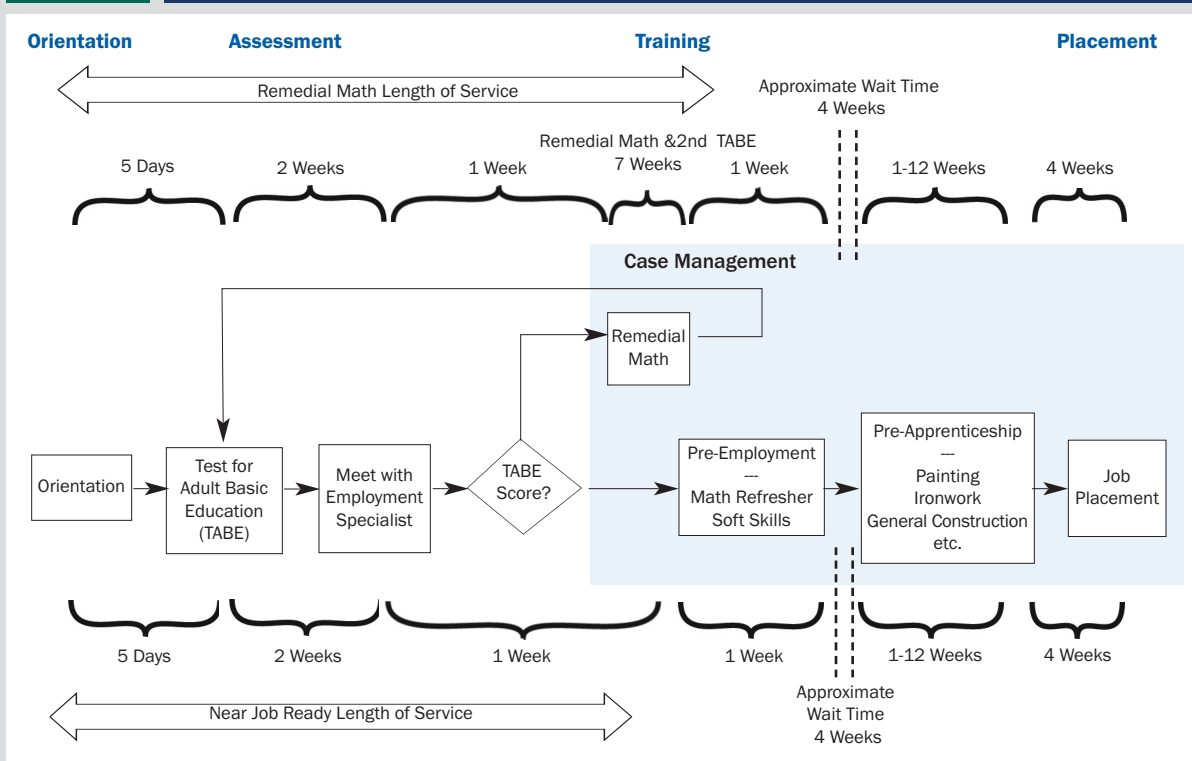 Orientation
Assessment
Training
Placement
Remedial Math Length of Service
Approximate Wait Time
4 Weeks
Remedial Math &2nd TABE
5 Days
2 Weeks
1 Week
7 Weeks
1 Week
1-12 Weeks
4 Weeks
Case Management
Remedial
Math
Orientation
Test for
Adult Basic
Education
(TABE)
Meet with
Employment
Specialist
TABE
Score?
Pre-Employment
---
Math Refresher
Soft Skills
Pre-Apprenticeship
---
Painting
Ironwork
General Construction
etc.
Job
Placement
5 Days
2 Weeks
1 Week
1 Week
1-12 Weeks
4 Weeks
Approximate
Wait Time
4 Weeks
Near Job Ready Length of Service